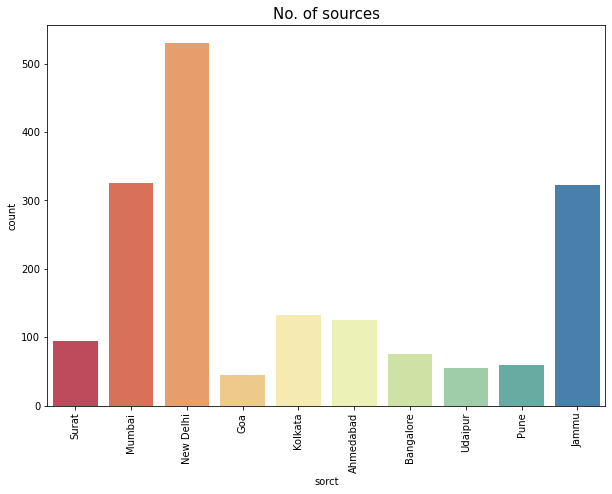 No. of sources
count
500
400
300
200
100
0
Surat
Mumbai
New Delhi
Goa
Kolkata
Ahmedabad
Bangalore
Udaipur
Pune
Jammu
sorct